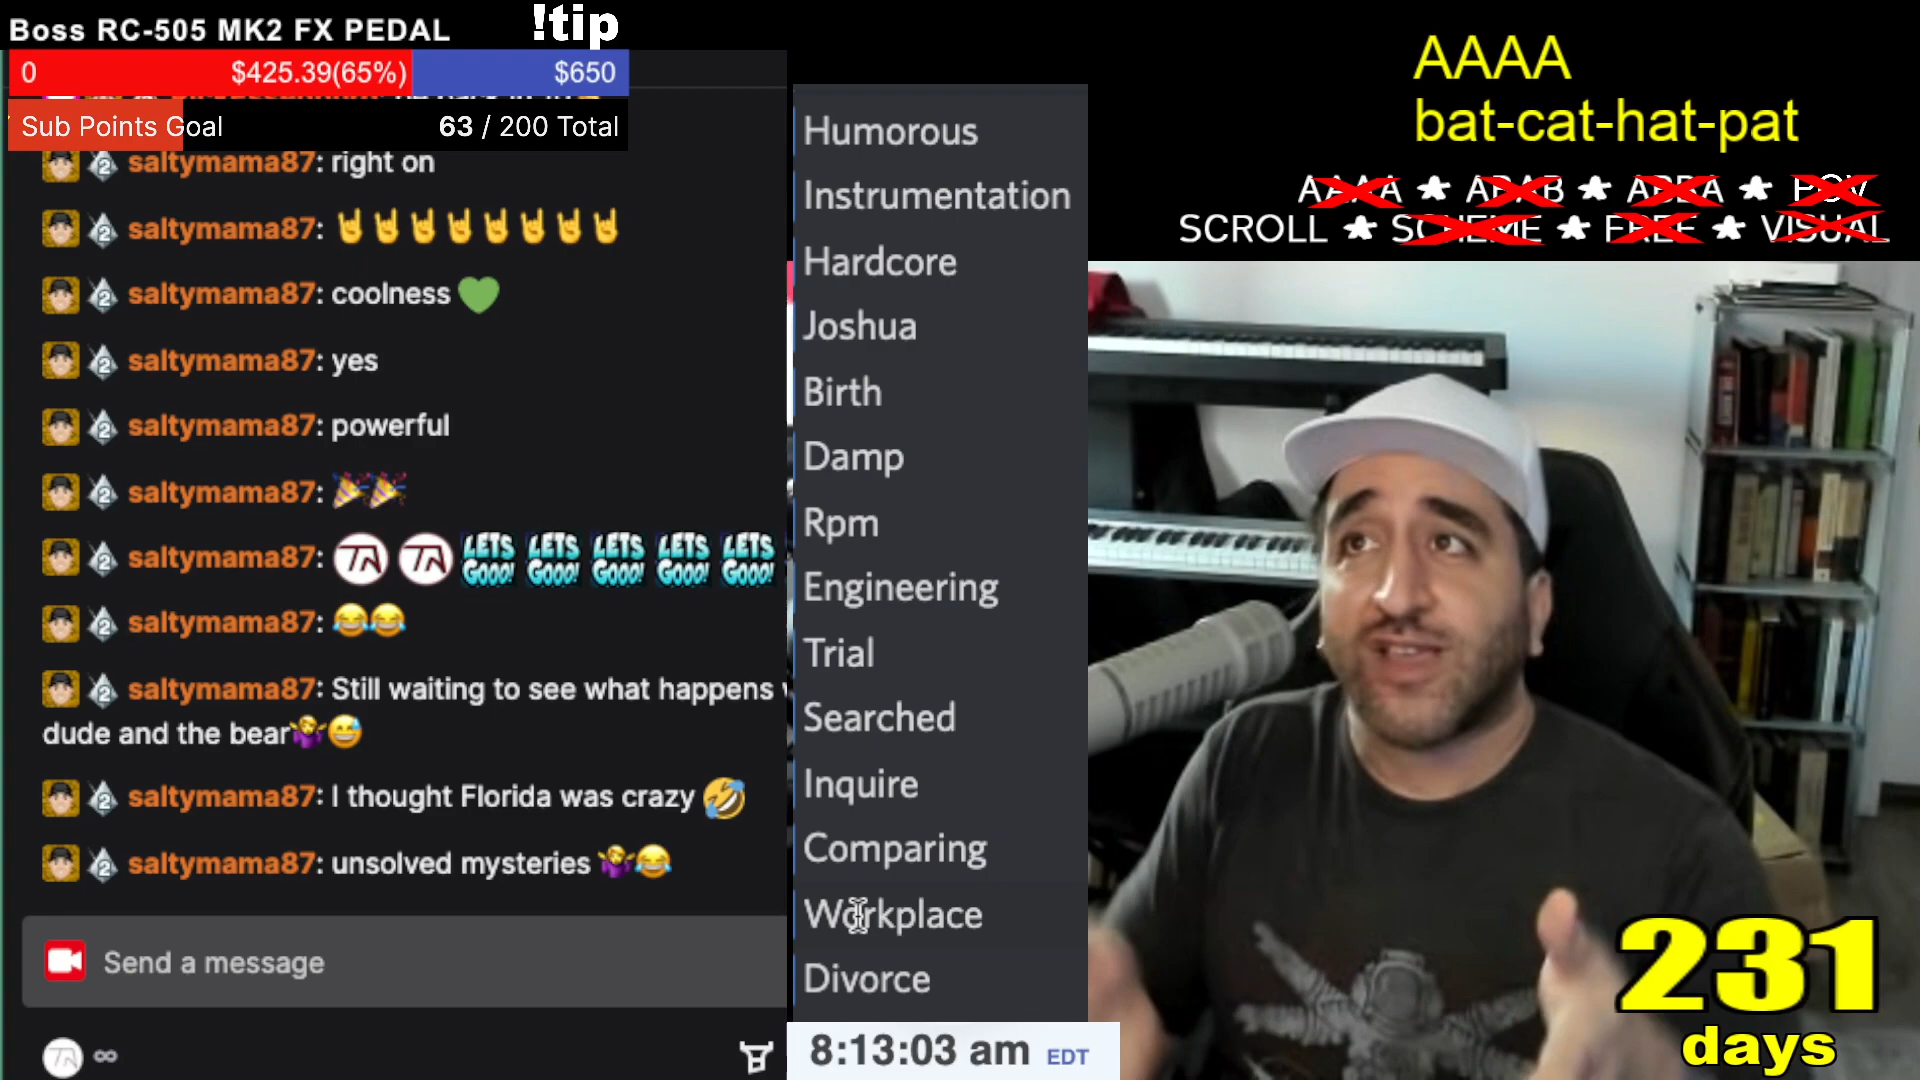 Boss RC-505 MK2 FX PEDAL
!tip
0 $425.39(65%) $650
Sub Points Goal 63 / 200 Total
saltymama87: right on
saltymama87: 🤘🤘🤘🤘🤘🤘🤘🤘
saltymama87: coolness 💚
saltymama87: yes
saltymama87: powerful
saltymama87: 🎉🎉
saltymama87: TA TA LETS GOOO! LETS GOOO! LETS GOOO! LETS GOOO! LETS GOOO!
saltymama87: 😂😂
saltymama87: Still waiting to see what happens
dude and the bear🤷‍♀️😅
saltymama87: I thought Florida was crazy 🤣
saltymama87: unsolved mysteries 🤷‍♀️😂
Send a message
TA ∞
Humorous
Instrumentation
Hardcore
Joshua
Birth
Damp
Rpm
Engineering
Trial
Searched
Inquire
Comparing
Workplace
Divorce
8:13:03 am EDT
AAAA
bat-cat-hat-pat
AAAA ★ ABAB ★ ABBA ★ POV
SCROLL ★ SCHEME ★ FREE ★ VISUAL
231
days